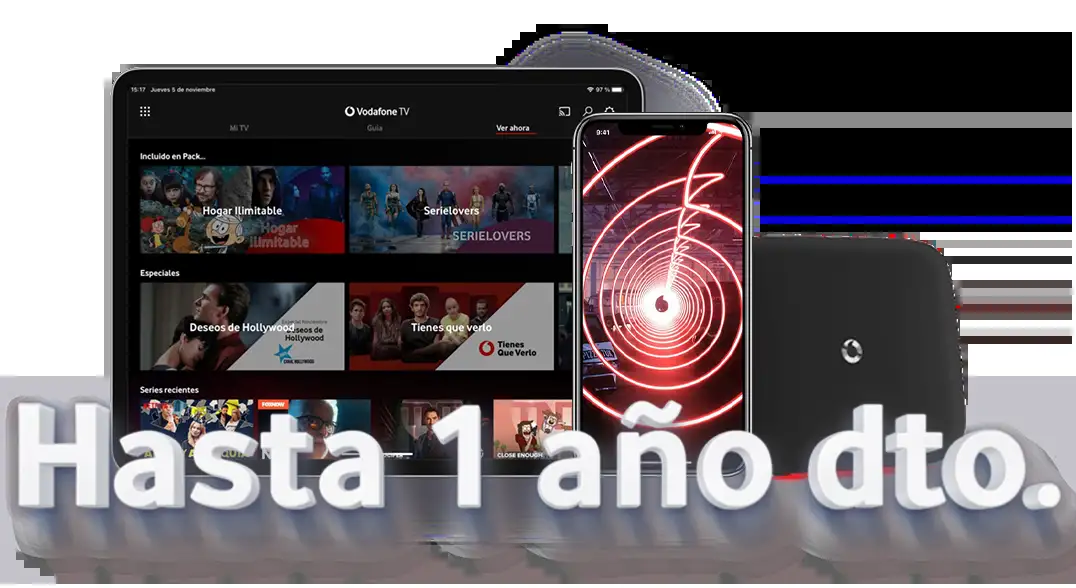 15:17 Jueves 5 de noviembre
97 %
Vodafone TV
Mi TV
Guía
Ver ahora
9:41
Incluido en Pack...
Hogar Ilimitable
Hogar
Ilimitable
Serielovers
SERIELOVERS
Especiales
Deseos de Hollywood
Deseos de
Hollywood
Tienes que verlo
Tienes
Que Verlo
Series recientes
FOXNOW
CLOSE ENOUGH
Hasta 1 año dto.